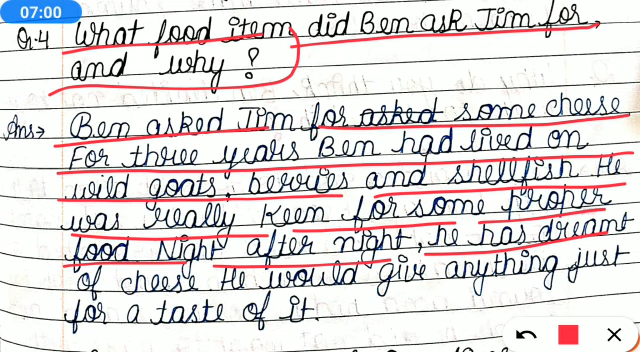 07:00
Q.4 What food item did Ben ask Jim for,
and why?
Ans→ Ben asked Jim for asked some cheese
For three years Ben had lived on
wild goats, berries and shellfish. He
was really keen for some proper
food Night after night, he has dreamt
of cheese He would give anything just
for a taste of it.